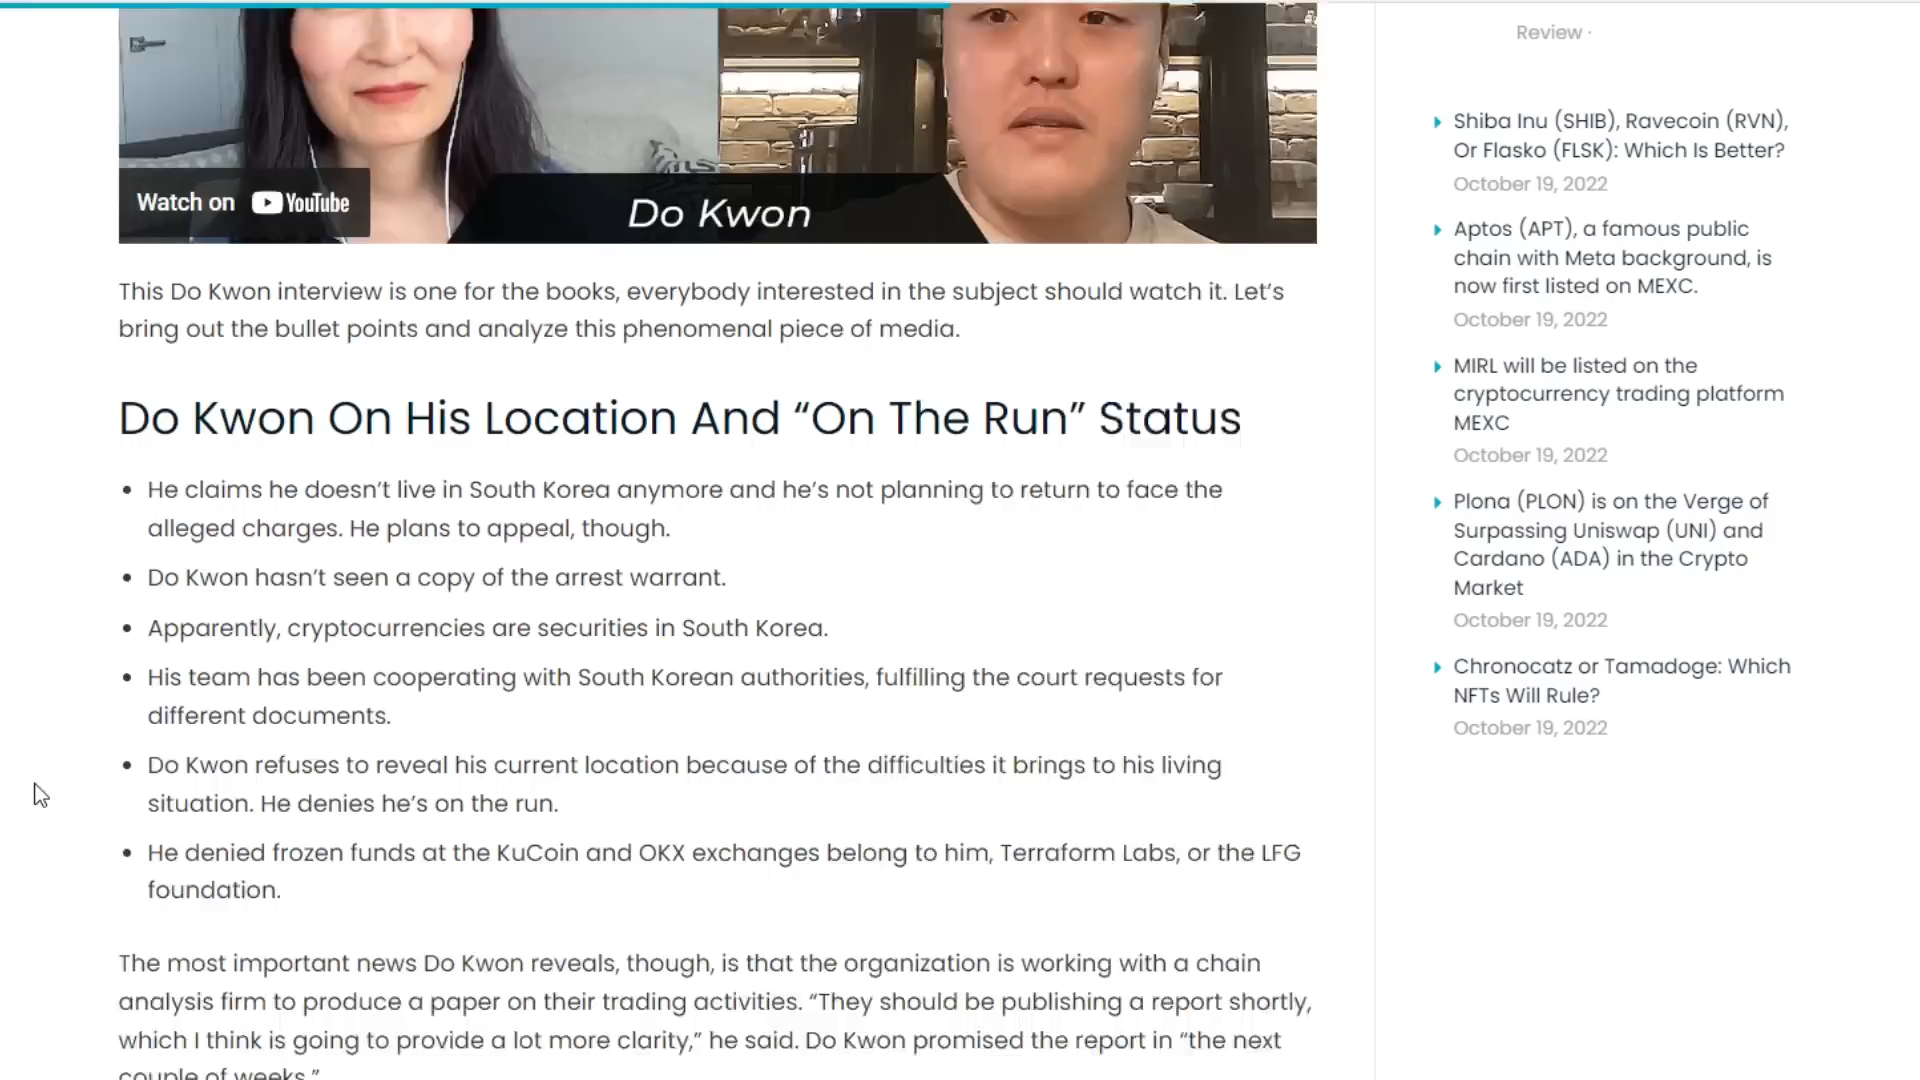 Watch on YouTube
Do Kwon
This Do Kwon interview is one for the books, everybody interested in the subject should watch it. Let’s
bring out the bullet points and analyze this phenomenal piece of media.
Do Kwon On His Location And “On The Run” Status
• He claims he doesn’t live in South Korea anymore and he’s not planning to return to face the
alleged charges. He plans to appeal, though.
• Do Kwon hasn’t seen a copy of the arrest warrant.
• Apparently, cryptocurrencies are securities in South Korea.
• His team has been cooperating with South Korean authorities, fulfilling the court requests for
different documents.
• Do Kwon refuses to reveal his current location because of the difficulties it brings to his living
situation. He denies he’s on the run.
• He denied frozen funds at the KuCoin and OKX exchanges belong to him, Terraform Labs, or the LFG
foundation.
The most important news Do Kwon reveals, though, is that the organization is working with a chain
analysis firm to produce a paper on their trading activities. “They should be publishing a report shortly,
which I think is going to provide a lot more clarity,” he said. Do Kwon promised the report in “the next
couple of weeks.”
Review ·
Shiba Inu (SHIB), Ravecoin (RVN),
Or Flasko (FLSK): Which Is Better?
October 19, 2022
Aptos (APT), a famous public
chain with Meta background, is
now first listed on MEXC.
October 19, 2022
MIRL will be listed on the
cryptocurrency trading platform
MEXC
October 19, 2022
Plona (PLON) is on the Verge of
Surpassing Uniswap (UNI) and
Cardano (ADA) in the Crypto
Market
October 19, 2022
Chronocatz or Tamadoge: Which
NFTs Will Rule?
October 19, 2022